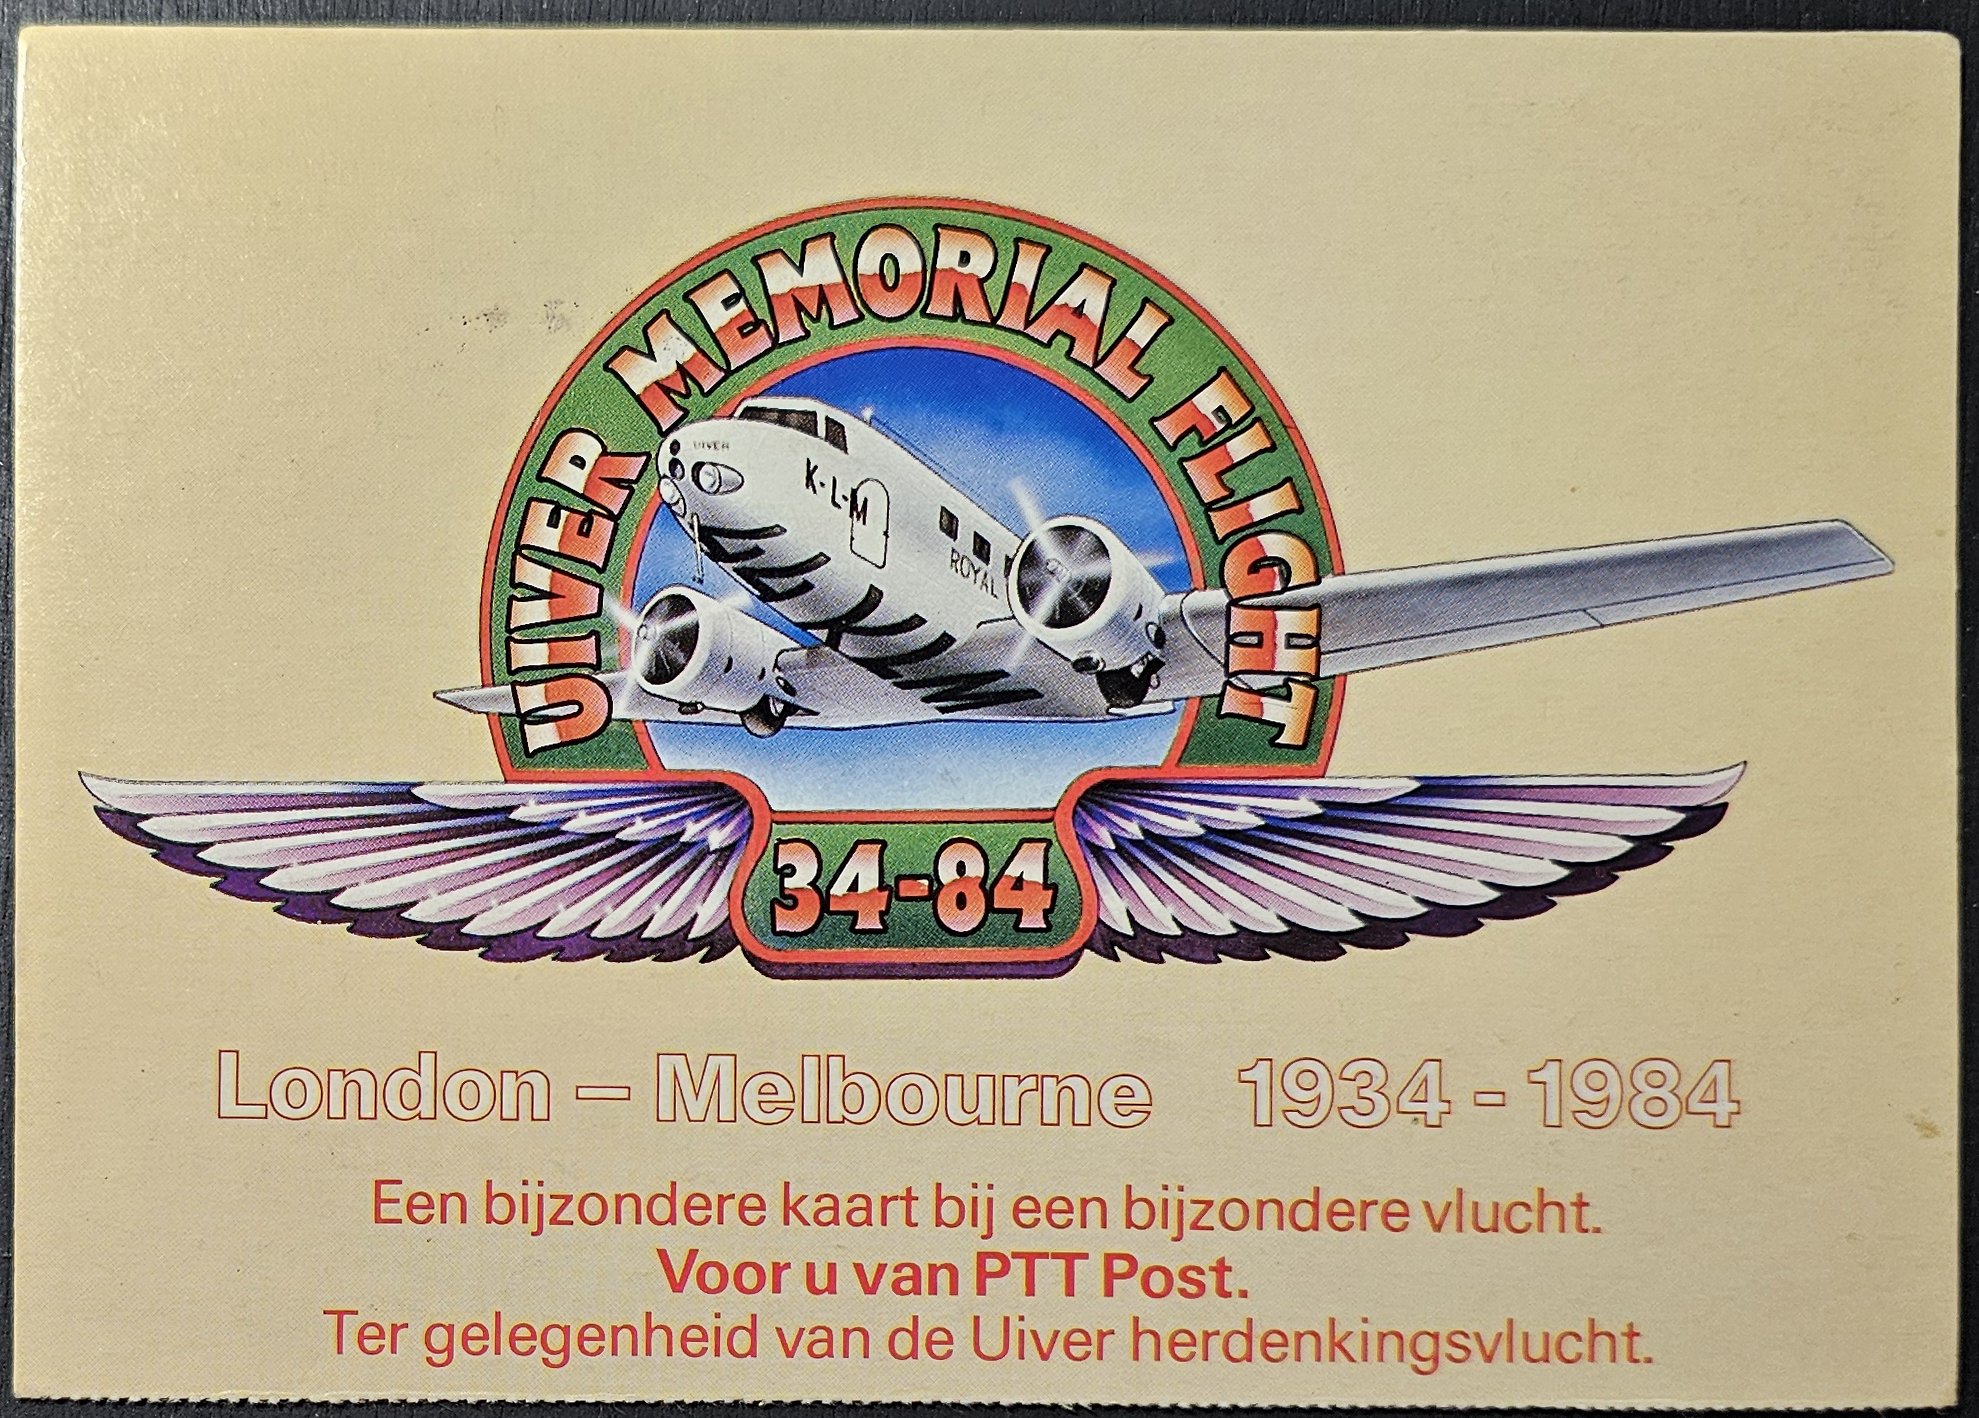 UIVER MEMORIAL FLIGHT
UIVER
K-L-M
ROYAL
KLM
34-84
London – Melbourne 1934 - 1984
Een bijzondere kaart bij een bijzondere vlucht.
Voor u van PTT Post.
Ter gelegenheid van de Uiver herdenkingsvlucht.